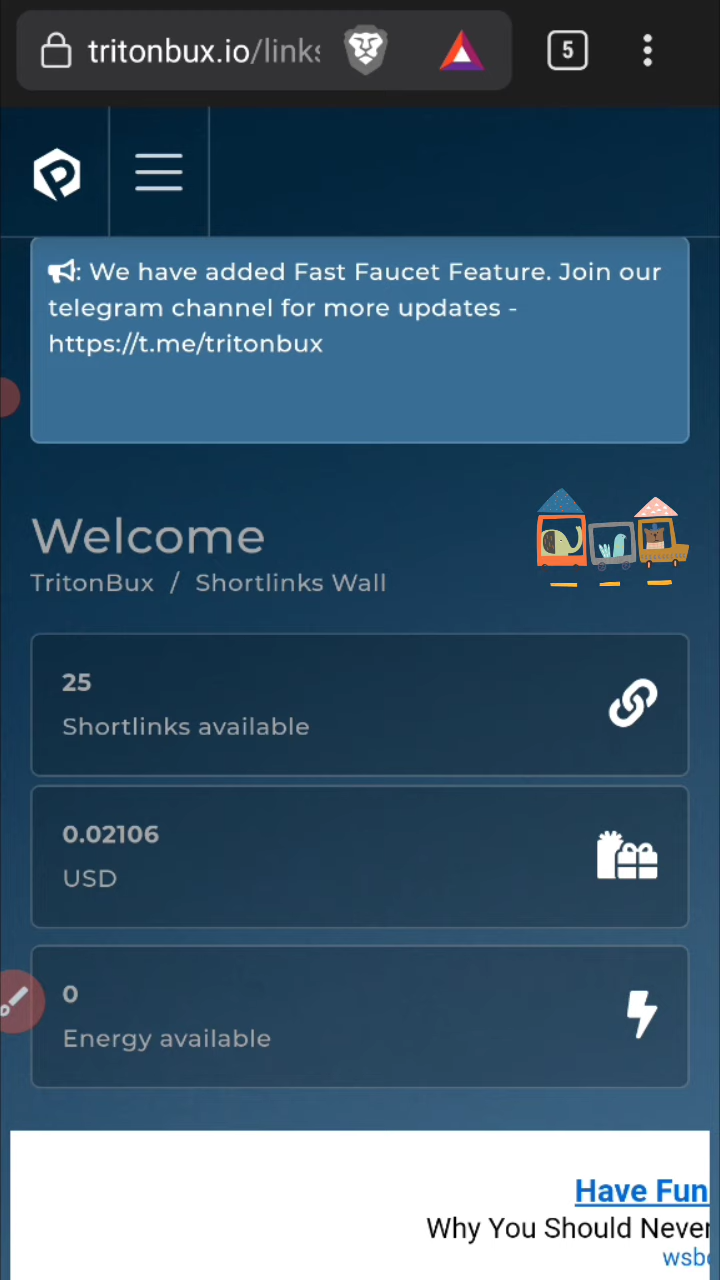 tritonbux.io/links
5
: We have added Fast Faucet Feature. Join our
telegram channel for more updates -
https://t.me/tritonbux
Welcome
TritonBux / Shortlinks Wall
25
Shortlinks available
0.02106
USD
0
Energy available
Have Fun
Why You Should Never
wsb